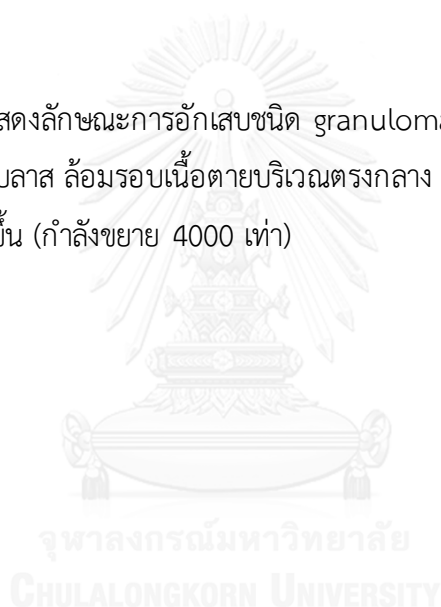 สดงลักษณะการอักเสบชนิด granuloma
บลาส ล้อมรอบเนื้อตายบริเวณตรงกลาง
ขึ้น (กำลังขยาย 4000 เท่า)
จุฬาลงกรณ์มหาวิทยาลัย
CHULALONGKORN UNIVERSITY